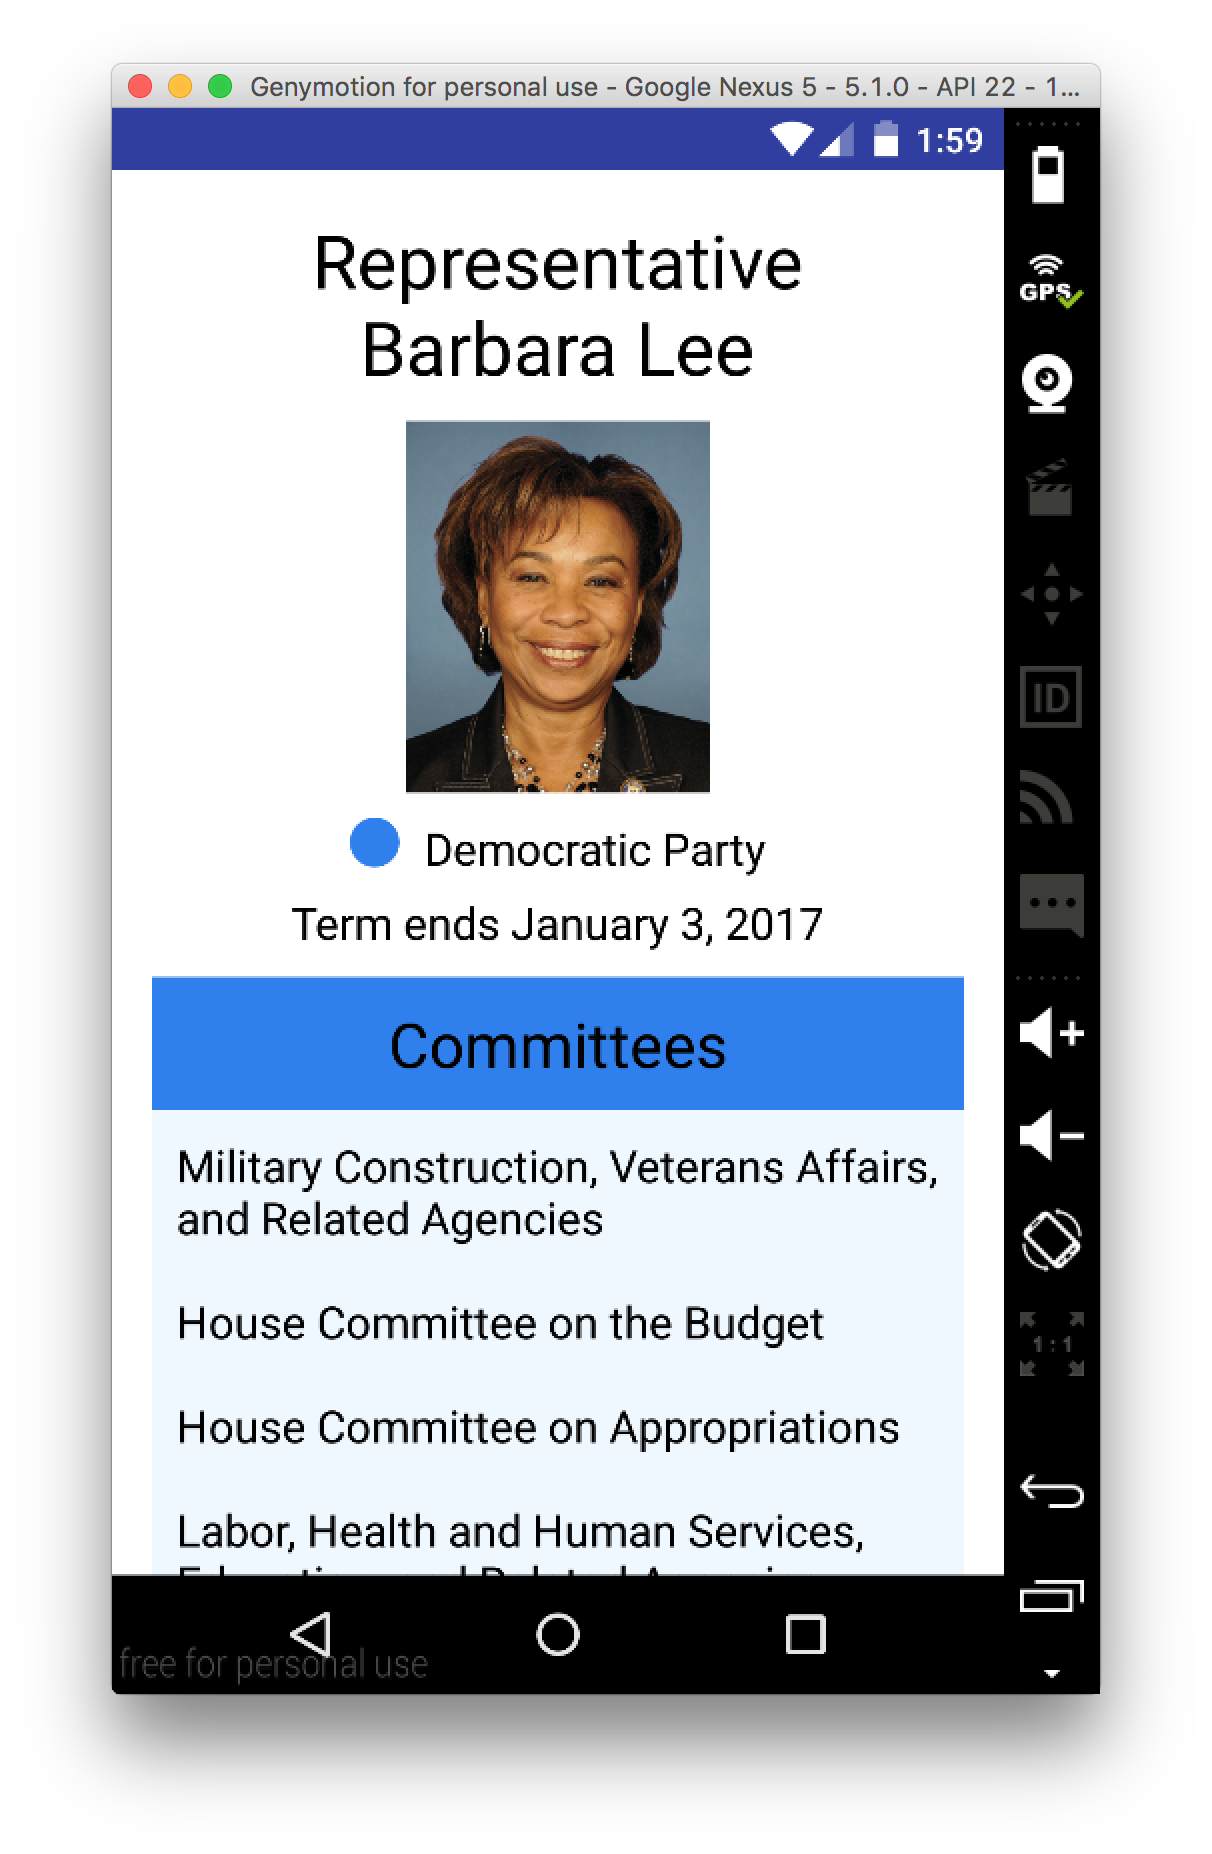 Genymotion for personal use - Google Nexus 5 - 5.1.0 - API 22 - 1...
1:59
GPS
Representative
Barbara Lee
ID
Democratic Party
Term ends January 3, 2017
Committees
Military Construction, Veterans Affairs,
and Related Agencies
House Committee on the Budget
1:1
House Committee on Appropriations
Labor, Health and Human Services,
free for personal use